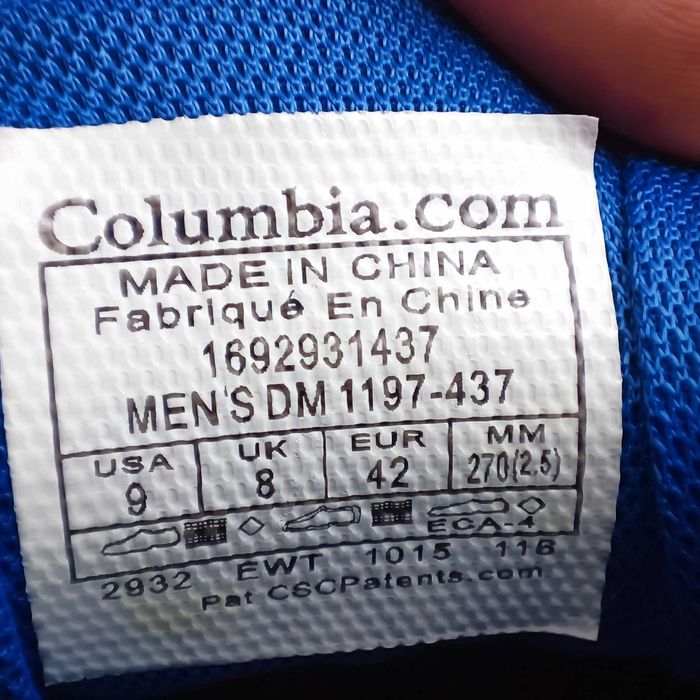 Columbia.com
MADE IN CHINA
Fabriqué En Chine
1692931437
MEN'S DM 1197-437
USA UK EUR MM
9 8 42 270(2.5)
ECA-4
2932 EWT 1015 116
Pat CSCPatents.com